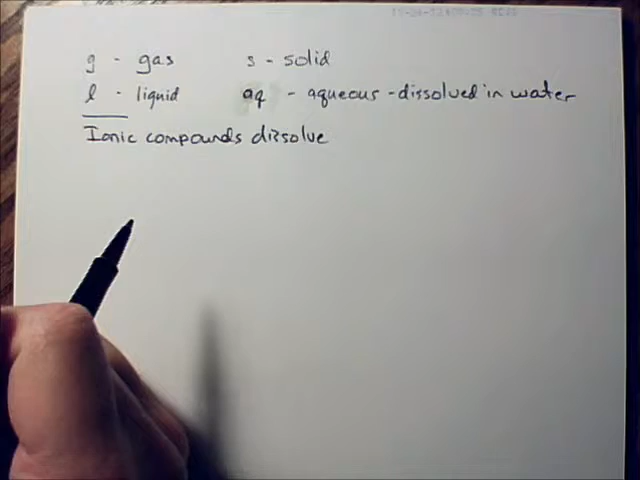 g - gas s - solid
l - liquid aq - aqueous - dissolved in water
Ionic compounds dissolve